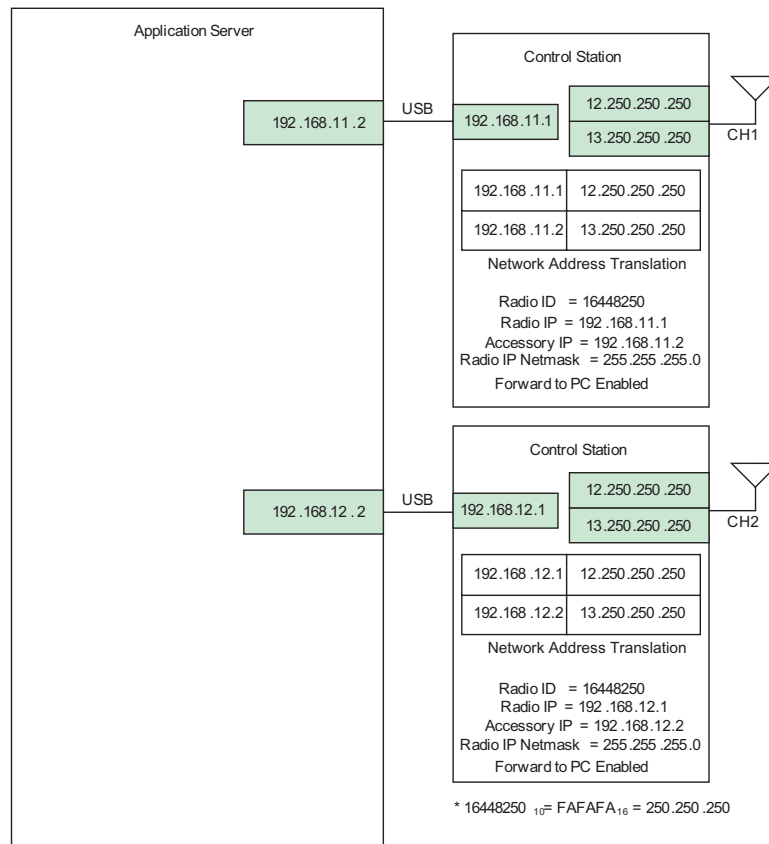 Application Server
Control Station
192 .168.11 . 2
USB
192 .168.11.1
12.250.250 .250
13.250.250 .250
CH1
192.168 .11.1 12.250.250 .250
192.168 .11.2 13.250.250 .250
Network Address Translation
Radio ID = 16448250
Radio IP = 192 .168.11.1
Accessory IP = 192 .168.11.2
Radio IP Netmask = 255.255 .255.0
Forward to PC Enabled
Control Station
192 .168.12 . 2
USB
192.168.12.1
12.250.250 .250
13.250.250 .250
CH2
192.168 .12.1 12.250.250 .250
192.168 .12.2 13.250.250 .250
Network Address Translation
Radio ID = 16448250
Radio IP = 192 .168.12.1
Accessory IP = 192 .168.12.2
Radio IP Netmask = 255.255 .255.0
Forward to PC Enabled
* 16448250 ₁₀= FAFAFA₁₆ = 250.250 .250